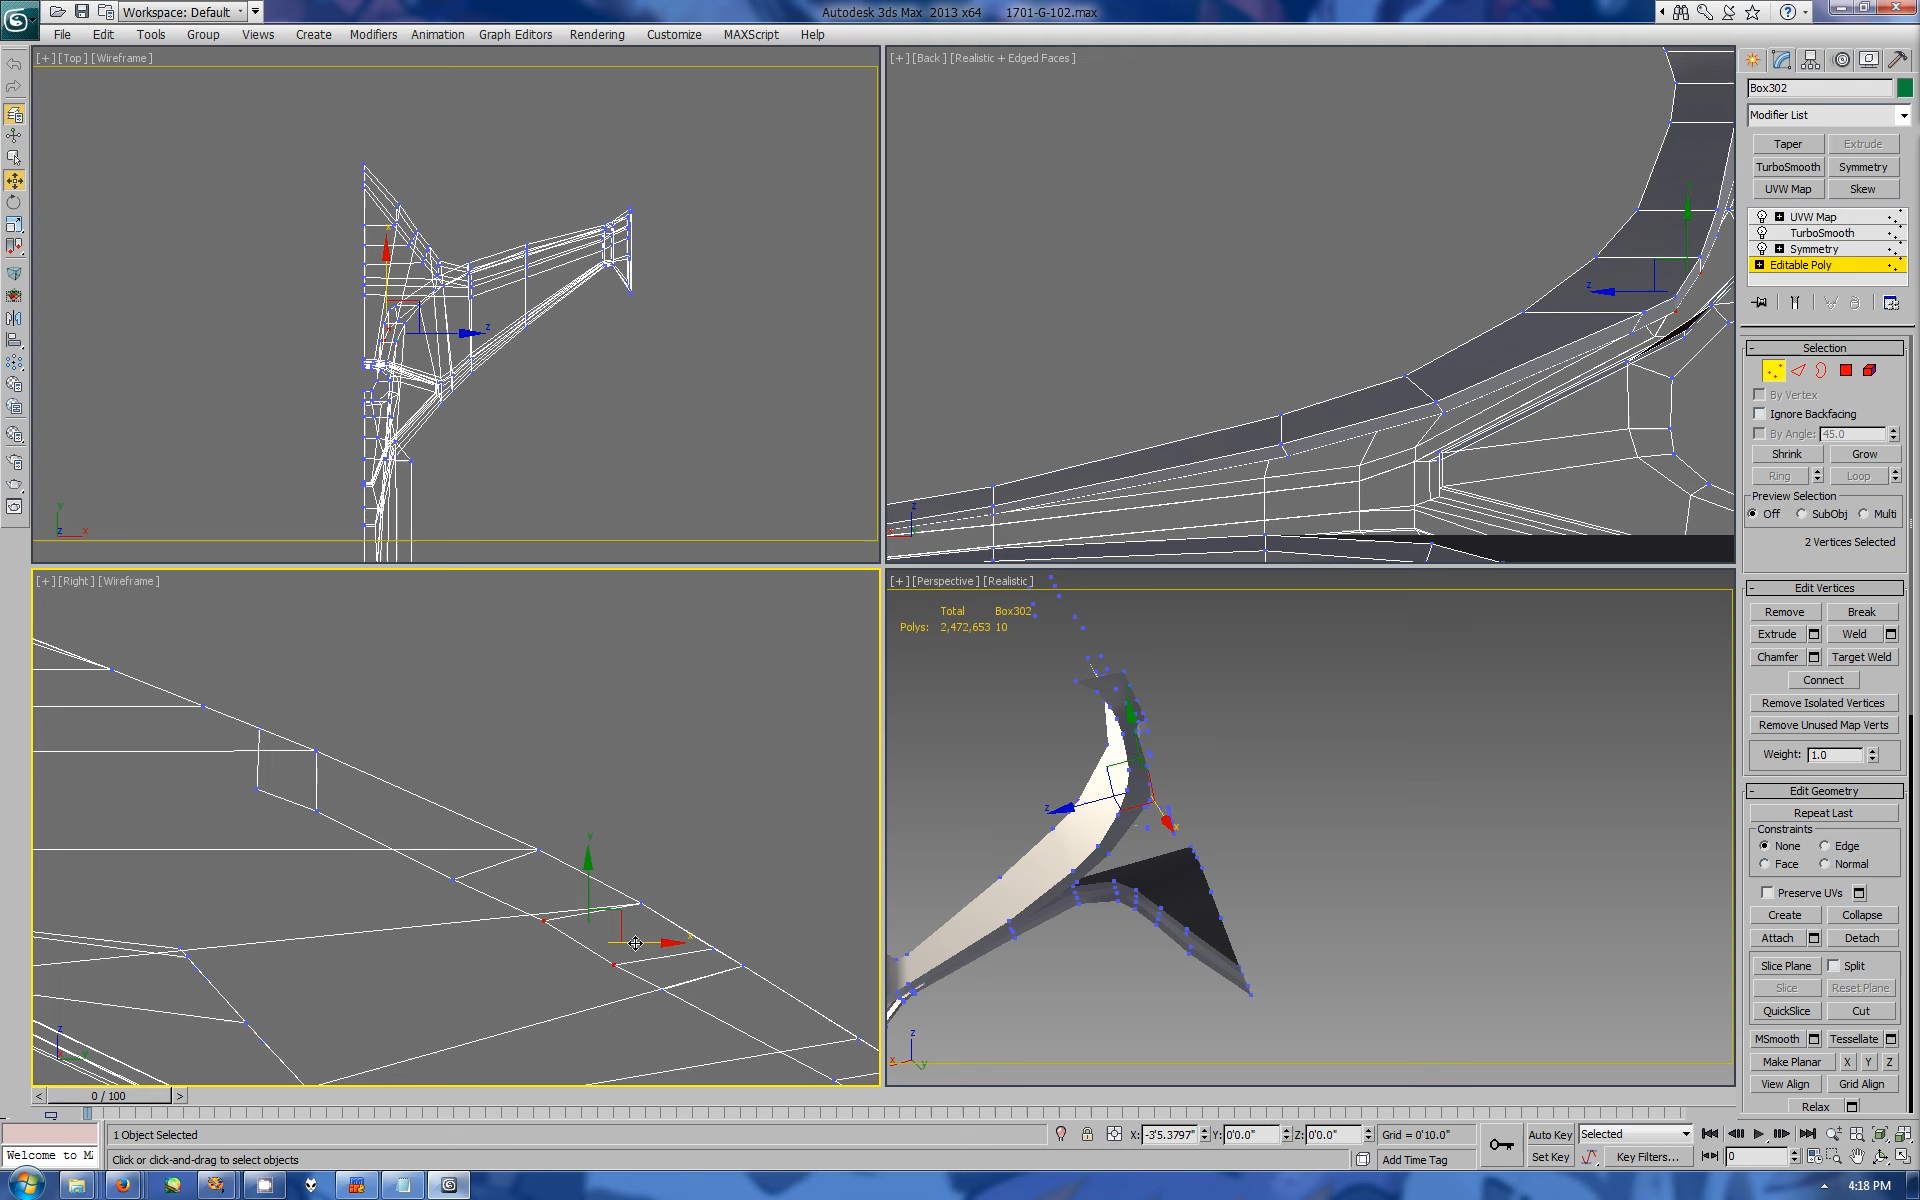 Workspace: Default
Autodesk 3ds Max 2013 x64 1701-G-102.max
File Edit Tools Group Views Create Modifiers Animation Graph Editors Rendering Customize MAXScript Help
[+][Top][Wireframe]
y
z
x
z
x
[+][Back][Realistic + Edged Faces]
z
z
x
[+][Right][Wireframe]
y
x
z
[+][Perspective][Realistic]
Total Box302
Polys: 2,472,653 10
z
x
z
x
y
Box302
Modifier List
Taper Extrude
TurboSmooth Symmetry
UVW Map Skew
UVW Map
TurboSmooth
Symmetry
Editable Poly
Selection
By Vertex
Ignore Backfacing
By Angle: 45.0
Shrink Grow
Ring Loop
Preview Selection
Off SubObj Multi
2 Vertices Selected
Edit Vertices
Remove Break
Extrude Weld
Chamfer Target Weld
Connect
Remove Isolated Vertices
Remove Unused Map Verts
Weight: 1.0
Edit Geometry
Repeat Last
Constraints
None Edge
Face Normal
Preserve UVs
Create Collapse
Attach Detach
Slice Plane Split
Slice Reset Plane
QuickSlice Cut
MSmooth Tessellate
Make Planar X Y Z
View Align Grid Align
Relax
< 0 / 100 >
1 Object Selected
X: -3'5.3797" Y: 0'0.0" Z: 0'0.0" Grid = 0'10.0"
Auto Key Selected
Welcome to
Click or click-and-drag to select objects
Add Time Tag
Set Key Key Filters... 0
4:18 PM